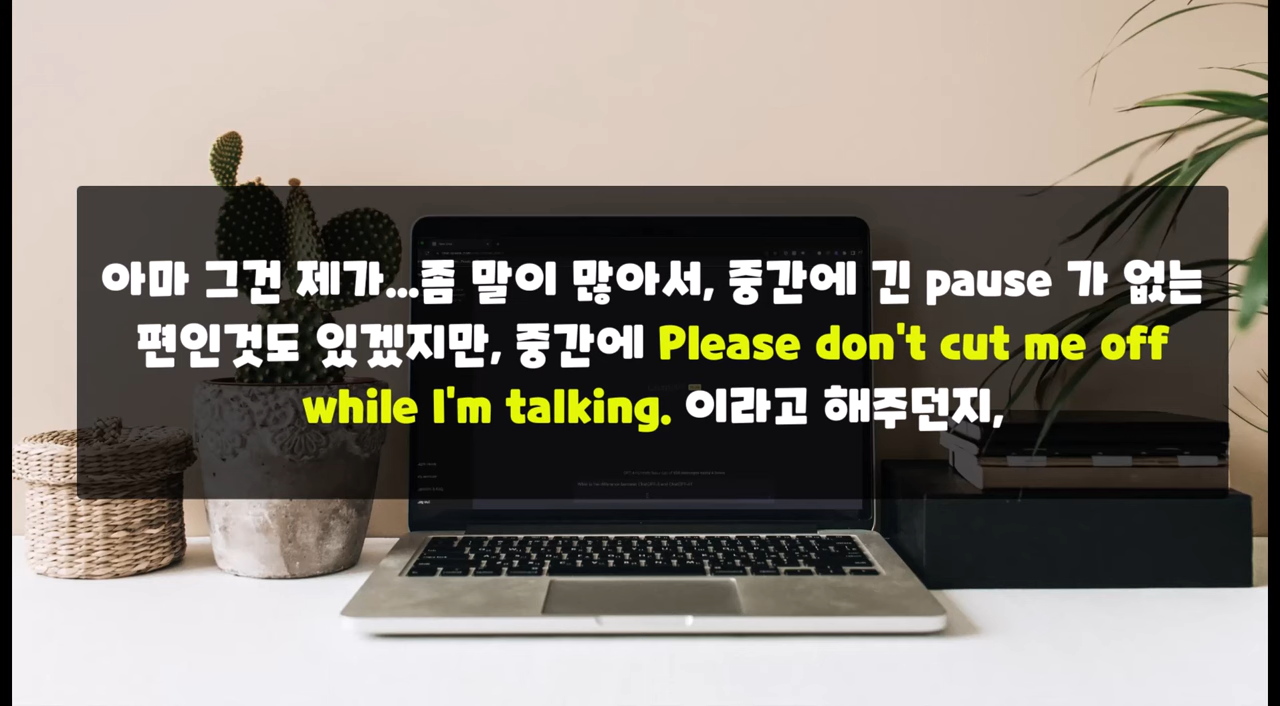 아마 그건 제가...좀 말이 많아서, 중간에 긴 pause 가 없는
편인것도 있겠지만, 중간에 Please don't cut me off
while I'm talking. 이라고 해주던지,